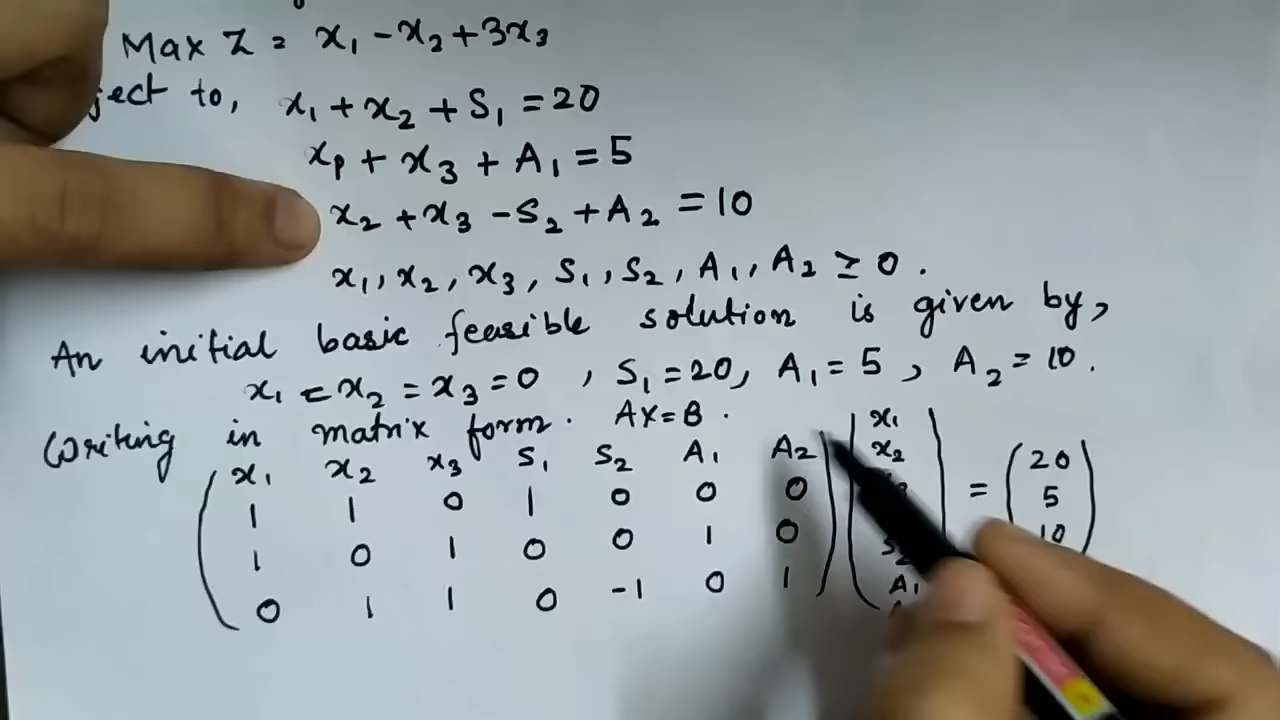 Max Z = x₁ - x₂ + 3x₃
ject to, x₁ + x₂ + S₁ = 20
x₁ + x₃ + A₁ = 5
x₂ + x₃ - S₂ + A₂ = 10
x₁, x₂, x₃, S₁, S₂, A₁, A₂ ≥ 0.
An initial basic feasible solution is given by,
x₁ = x₂ = x₃ = 0, S₁ = 20, A₁ = 5, A₂ = 10.
Writing in matrix form. AX = B.
x₁ x₂ x₃ S₁ S₂ A₁ A₂
1 1 0 1 0 0 0
1 0 1 0 0 1 0
0 1 1 0 -1 0 1
x₁
x₂
S₂
A₁
=
20
5
10